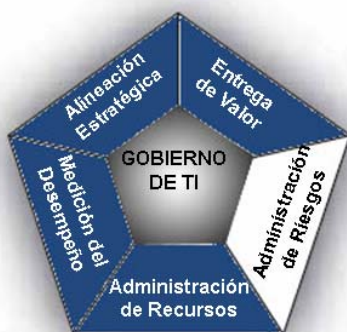 Alineación
Estratégica
Entrega
de Valor
GOBIERNO
DE TI
Administración
de Riesgos
Medición del
Desempeño
Administración
de Recursos